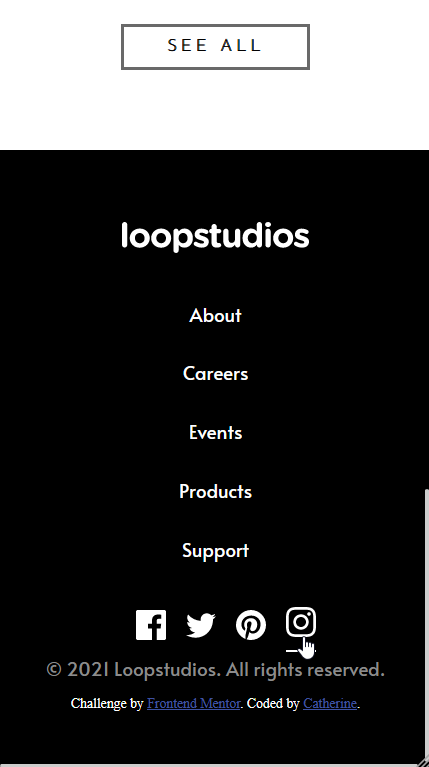 SEE ALL
loopstudios
About
Careers
Events
Products
Support
© 2021 Loopstudios. All rights reserved.
Challenge by Frontend Mentor. Coded by Catherine.